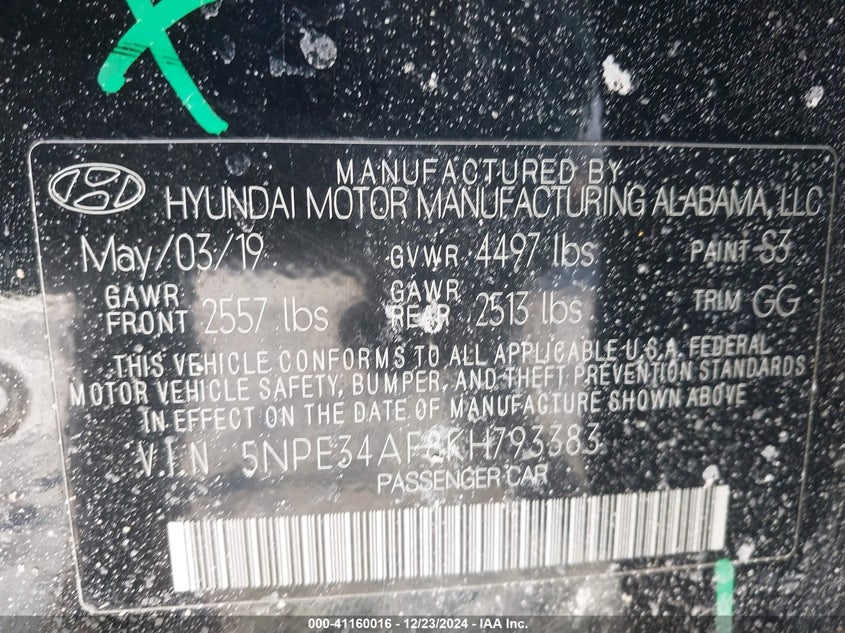 MANUFACTURED BY
HYUNDAI MOTOR MANUFACTURING ALABAMA, LLC
May/03/19 GVWR 4497 lbs PAINT S3
GAWR FRONT 2557 lbs GAWR REAR 2513 lbs TRIM GG
THIS VEHICLE CONFORMS TO ALL APPLICABLE U.S.A. FEDERAL
MOTOR VEHICLE SAFETY, BUMPER, AND THEFT PREVENTION STANDARDS
IN EFFECT ON THE DATE OF MANUFACTURE SHOWN ABOVE
V.I.N 5NPE34AF8KH793383
PASSENGER CAR
000-41160016 - 12/23/2024 - IAA Inc.